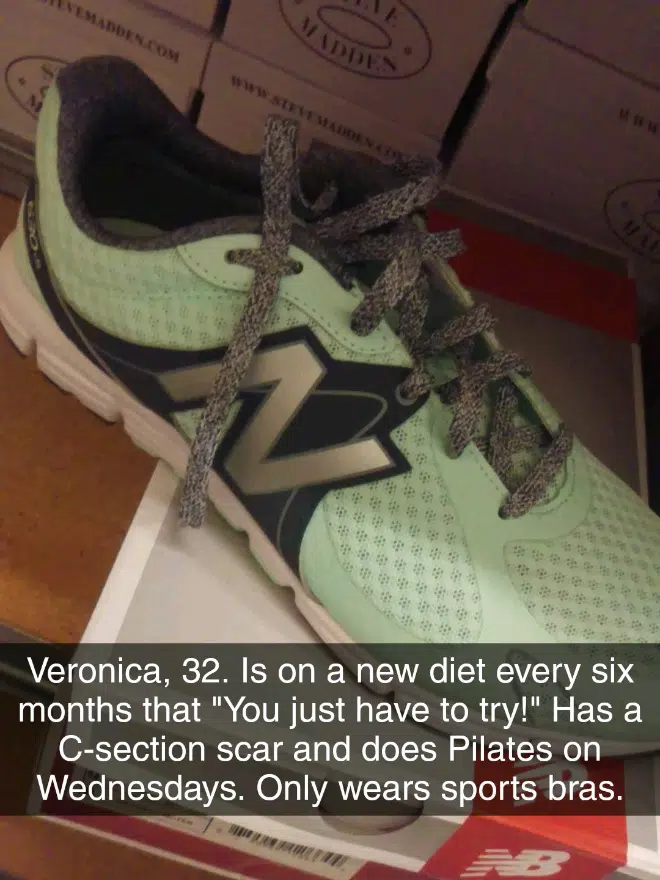 STEVEMADDEN.COM
STEVE
MADDEN
WWW.STEVEMADDEN.COM
N
Veronica, 32. Is on a new diet every six
months that "You just have to try!" Has a
C-section scar and does Pilates on
Wednesdays. Only wears sports bras.
NB